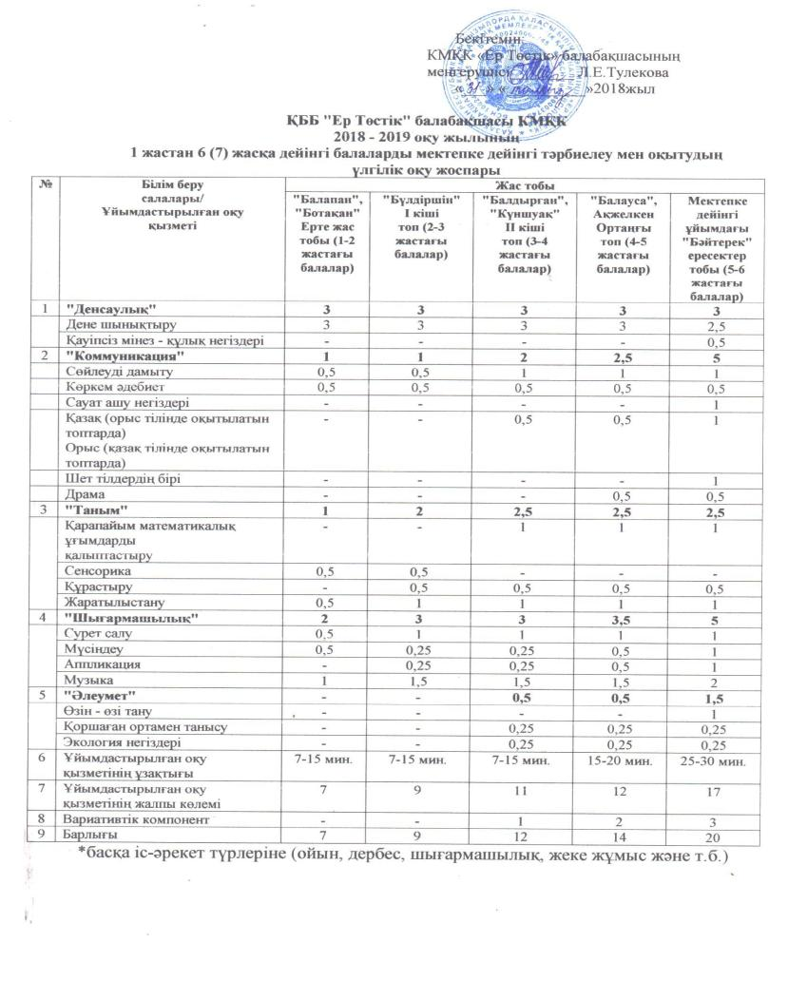 Бекітемін:
КМҚК «Ер Төстік» балабақшасының
меңгерушісі Л.Е.Тулекова
« 31 » « »2018жыл
ҚББ "Ер Төстік" балабақшасы КМҚК
2018 - 2019 оқу жылының
1 жастан 6 (7) жасқа дейінгі балаларды мектепке дейінгі тәрбиелеу мен оқытудың
үлгілік оқу жоспары
№ Білім беру салалары/ Ұйымдастырылған оқу қызметі Жас тобы
"Балапан", "Ботақан" Ерте жас тобы (1-2 жастағы балалар) "Бүлдіршін" І кіші топ (2-3 жастағы балалар) "Балдырған", "Күншуақ" ІІ кіші топ (3-4 жастағы балалар) "Балауса", Ақжелкен Ортаңғы топ (4-5 жастағы балалар) Мектепке дейінгі ұйымдағы "Бәйтерек" ересектер тобы (5-6 жастағы балалар)
1 "Денсаулық" 3 3 3 3 3
Дене шынықтыру 3 3 3 3 2,5
Қауіпсіз мінез - құлық негіздері - - - - 0,5
2 "Коммуникация" 1 1 2 2,5 5
Сөйлеуді дамыту 0,5 0,5 1 1 1
Көркем әдебиет 0,5 0,5 0,5 0,5 0,5
Сауат ашу негіздері - - - - 1
Қазақ (орыс тілінде оқытылатын - - 0,5 0,5 1
топтарда)
Орыс (қазақ тілінде оқытылатын
топтарда)
Шет тілдердің бірі - - - - 1
Драма - - - 0,5 0,5
3 "Таным" 1 2 2,5 2,5 2,5
Қарапайым математикалық - - 1 1 1
ұғымдарды
қалыптастыру
Сенсорика 0,5 0,5 - - -
Құрастыру - 0,5 0,5 0,5 0,5
Жаратылыстану 0,5 1 1 1 1
4 "Шығармашылық" 2 3 3 3,5 5
Сурет салу 0,5 1 1 1 1
Мүсіндеу 0,5 0,25 0,25 0,5 1
Аппликация - 0,25 0,25 0,5 1
Музыка 1 1,5 1,5 1,5 2
5 "Әлеумет" - - 0,5 0,5 1,5
Өзін - өзі тану - - - - 1
Қоршаған ортамен танысу - - 0,25 0,25 0,25
Экология негіздері - - 0,25 0,25 0,25
6 Ұйымдастырылған оқу 7-15 мин. 7-15 мин. 7-15 мин. 15-20 мин. 25-30 мин.
қызметінің ұзақтығы
7 Ұйымдастырылған оқу 7 9 11 12 17
қызметінің жалпы көлемі
8 Вариативтік компонент - - 1 2 3
9 Барлығы 7 9 12 14 20
*басқа іс-әрекет түрлеріне (ойын, дербес, шығармашылық, жеке жұмыс және т.б.)